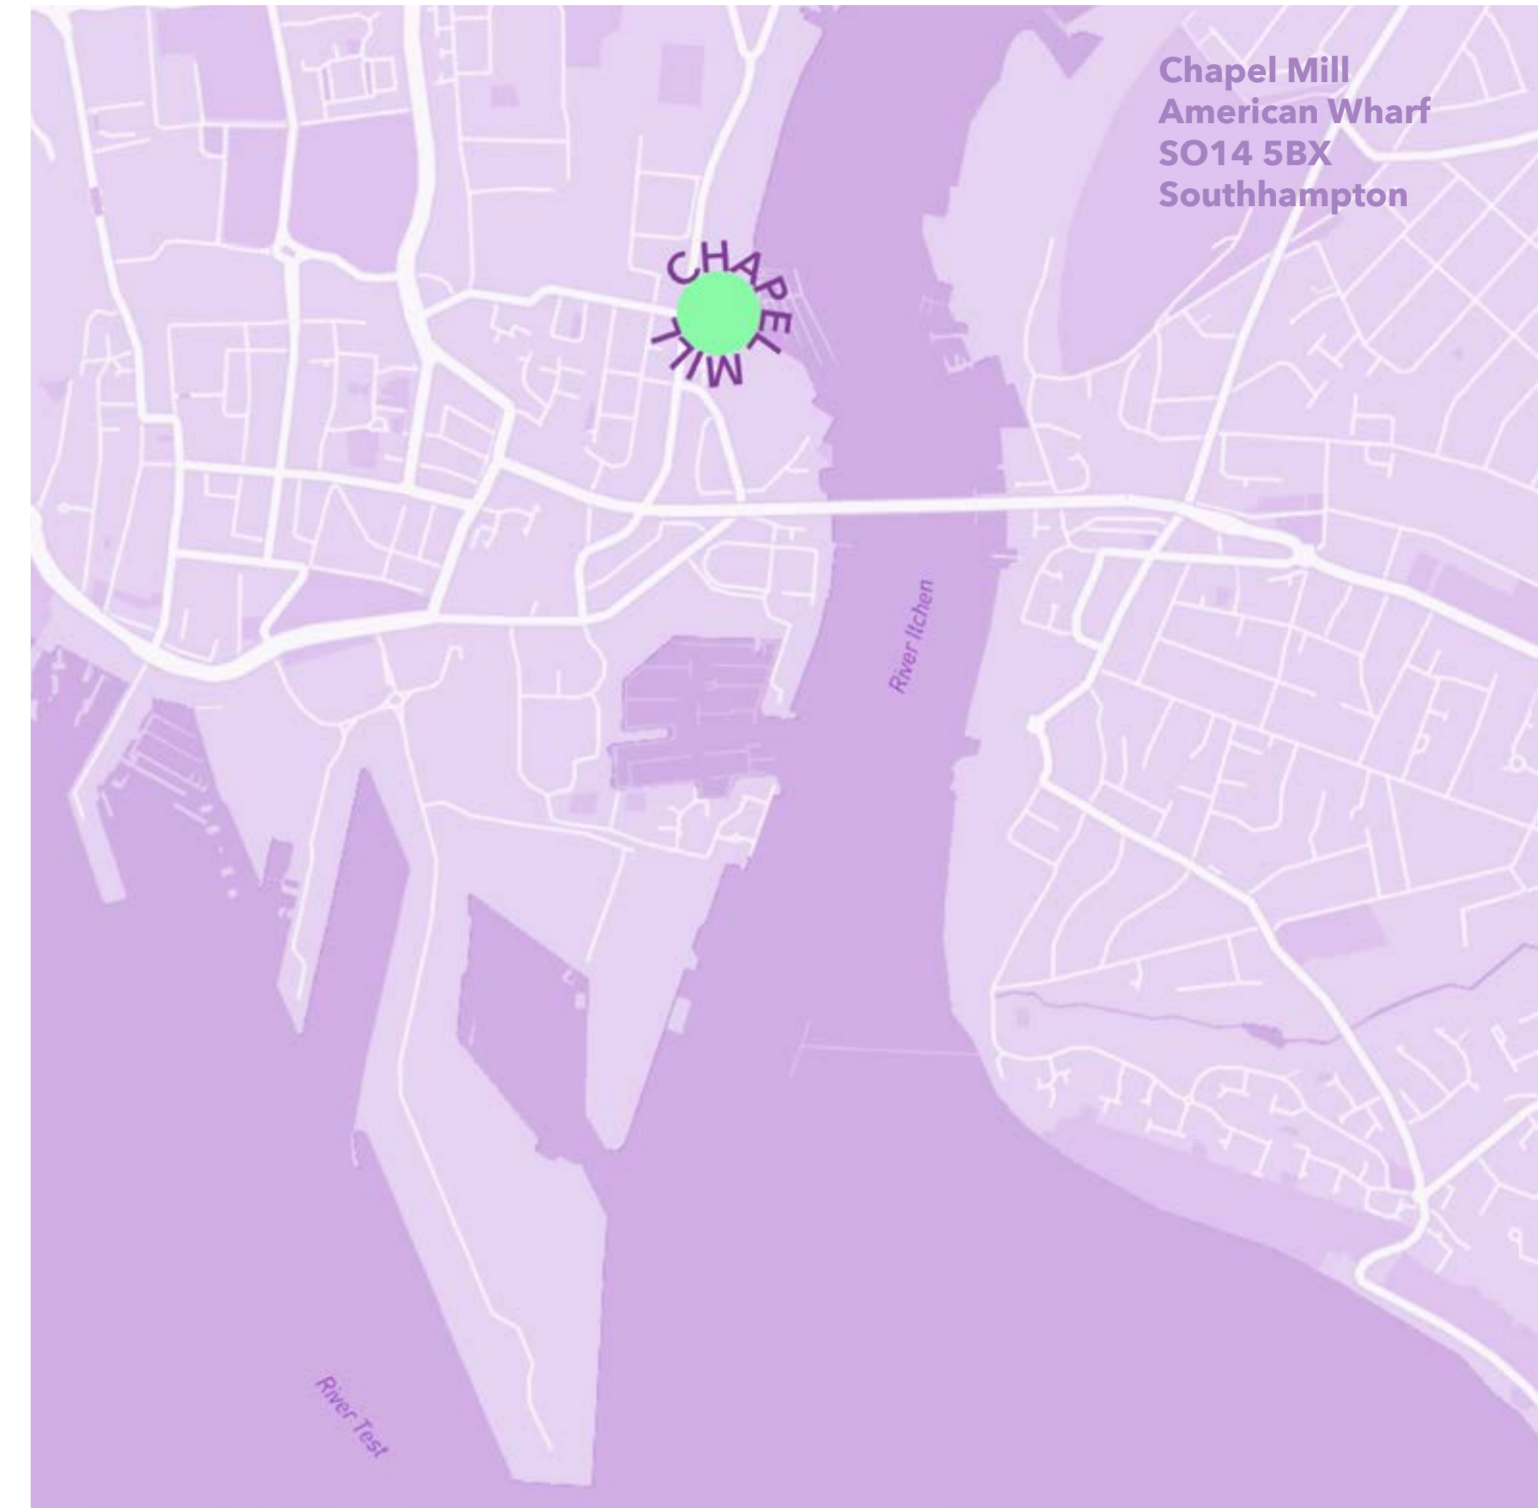 Chapel Mill
American Wharf
SO14 5BX
Southhampton
CHAPEL MILL
River Itchen
River Test